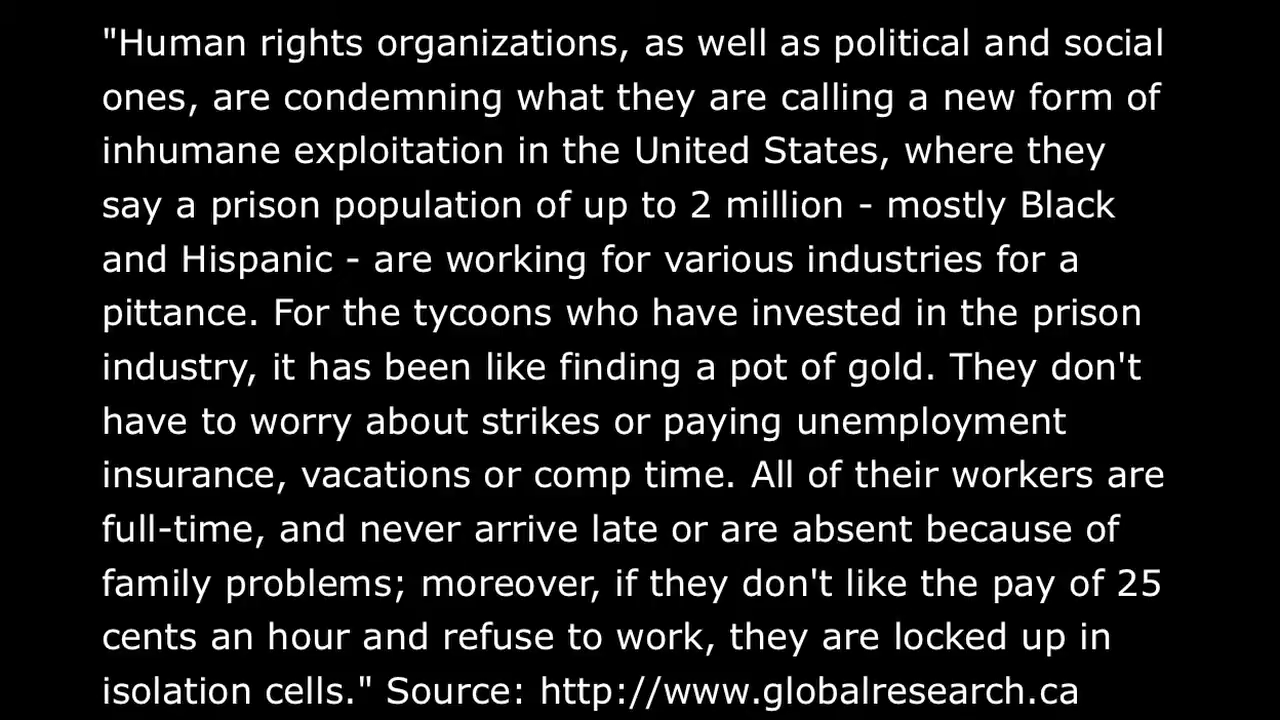 "Human rights organizations, as well as political and social
ones, are condemning what they are calling a new form of
inhumane exploitation in the United States, where they
say a prison population of up to 2 million - mostly Black
and Hispanic - are working for various industries for a
pittance. For the tycoons who have invested in the prison
industry, it has been like finding a pot of gold. They don't
have to worry about strikes or paying unemployment
insurance, vacations or comp time. All of their workers are
full-time, and never arrive late or are absent because of
family problems; moreover, if they don't like the pay of 25
cents an hour and refuse to work, they are locked up in
isolation cells." Source: http://www.globalresearch.ca